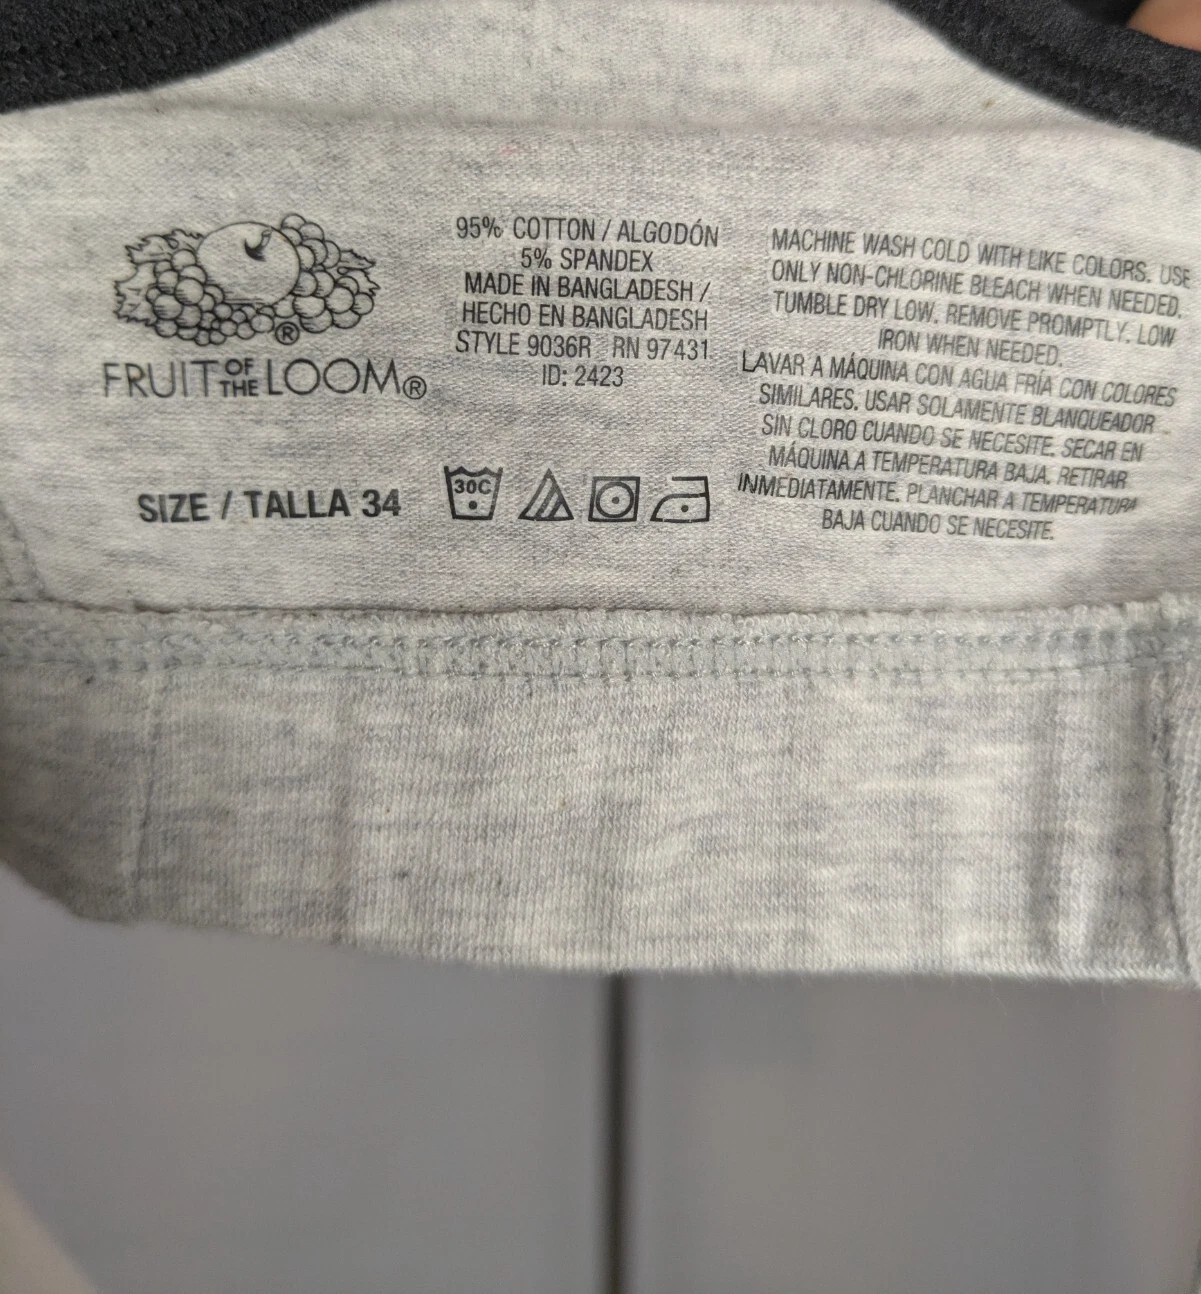 FRUIT OF THE LOOM®
SIZE / TALLA 34
95% COTTON / ALGODÓN
5% SPANDEX
MADE IN BANGLADESH /
HECHO EN BANGLADESH
STYLE 9036R RN 97431
ID: 2423
30C
MACHINE WASH COLD WITH LIKE COLORS. USE
ONLY NON-CHLORINE BLEACH WHEN NEEDED.
TUMBLE DRY LOW. REMOVE PROMPTLY. LOW
IRON WHEN NEEDED.
LAVAR A MÁQUINA CON AGUA FRÍA CON COLORES
SIMILARES. USAR SOLAMENTE BLANQUEADOR
SIN CLORO CUANDO SE NECESITE. SECAR EN
MÁQUINA A TEMPERATURA BAJA. RETIRAR
INMEDIATAMENTE. PLANCHAR A TEMPERATURA
BAJA CUANDO SE NECESITE.